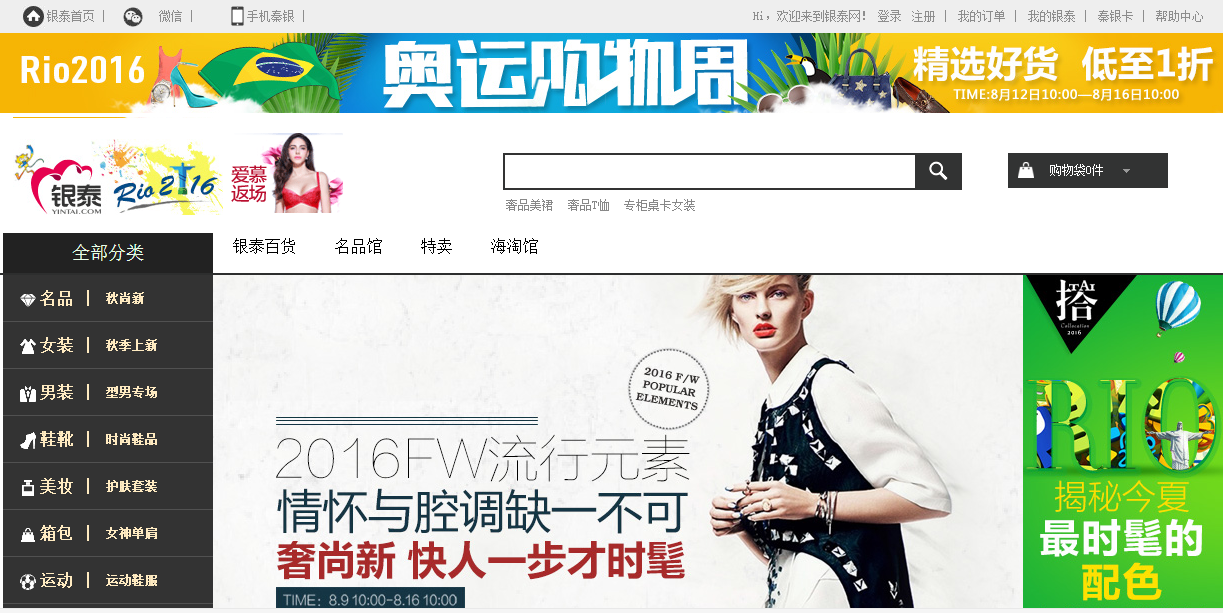 银泰首页 | 微信 | 手机秦银 | Hi，欢迎来到银泰网! 登录 注册 | 我的订单 | 我的银泰 | 秦银卡 | 帮助中心
Rio2016 奥运购物周 精选好货 低至1折
TIME:8月12日10:00—8月16日10:00
银泰 YINTAI.COM Rio 2016 爱慕
返场
购物袋0件
奢品美裙 奢品T恤 专柜桌卡女装
全部分类 银泰百货 名品馆 特卖 海淘馆
名品 | 秋尚新
女装 | 秋季上新
男装 | 型男专场
鞋靴 | 时尚鞋品
美妆 | 护肤套装
箱包 | 女神单肩
运动 | 运动鞋服
2016 F/W
POPULAR
ELEMENTS
2016FW流行元素
情怀与腔调缺一不可
奢尚新 快人一步才时髦
TIME：8.9 10:00-8.16 10:00
ITAI
拾
Collection
2016
RIO
揭秘今夏
最时髦的
配色